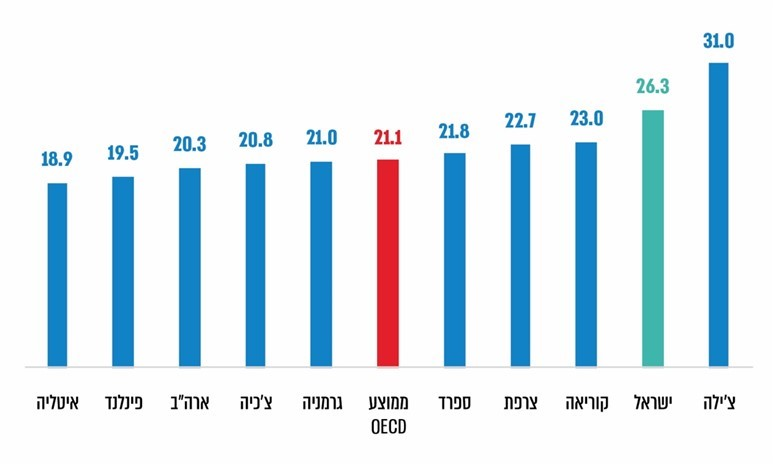 18.9
19.5
20.3
20.8
21.0
21.1
21.8
22.7
23.0
26.3
31.0
איטליה
פינלנד
ארה"ב
צ'כיה
גרמניה
ממוצע
OECD
ספרד
צרפת
קוריאה
ישראל
צ'ילה